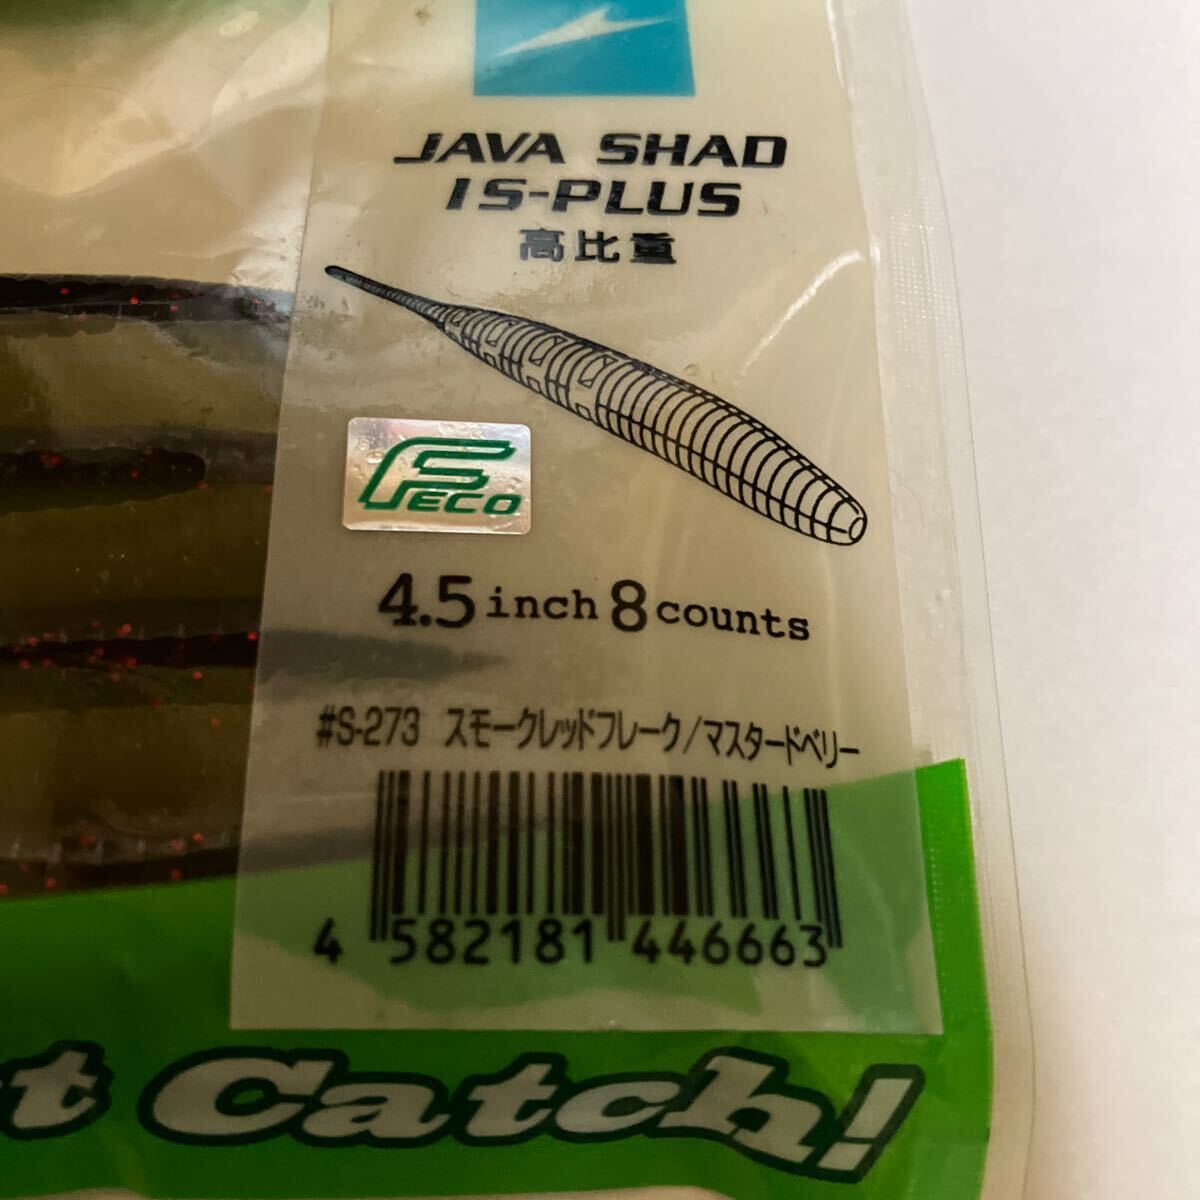 JAVA SHAD
IS-PLUS
高比重
FECO
4.5 inch 8 counts
#S-273 スモークレッドフレーク/マスタードベリー
4 582181 446663
t Catch!